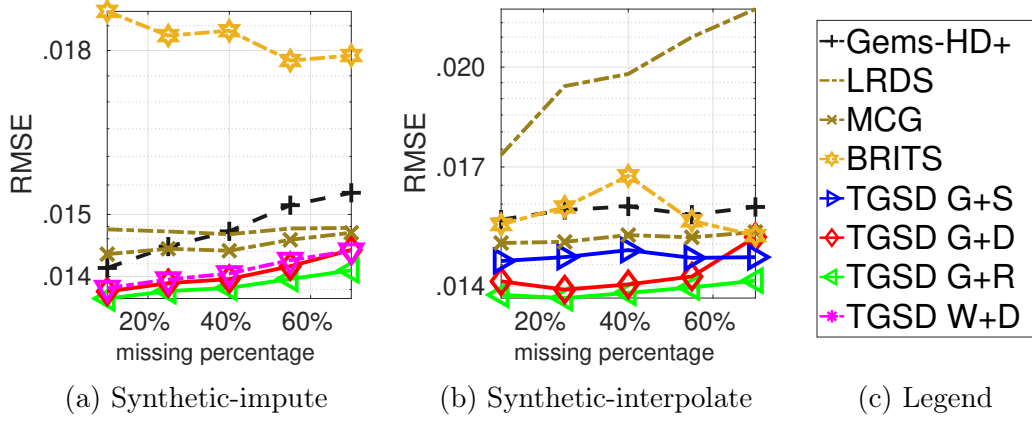 .018
.015
.014
RMSE
20% 40% 60%
missing percentage
(a) Synthetic-impute
.020
.017
.014
RMSE
20% 40% 60%
missing percentage
(b) Synthetic-interpolate
Gems-HD+
LRDS
MCG
BRITS
TGSD G+S
TGSD G+D
TGSD G+R
TGSD W+D
(c) Legend